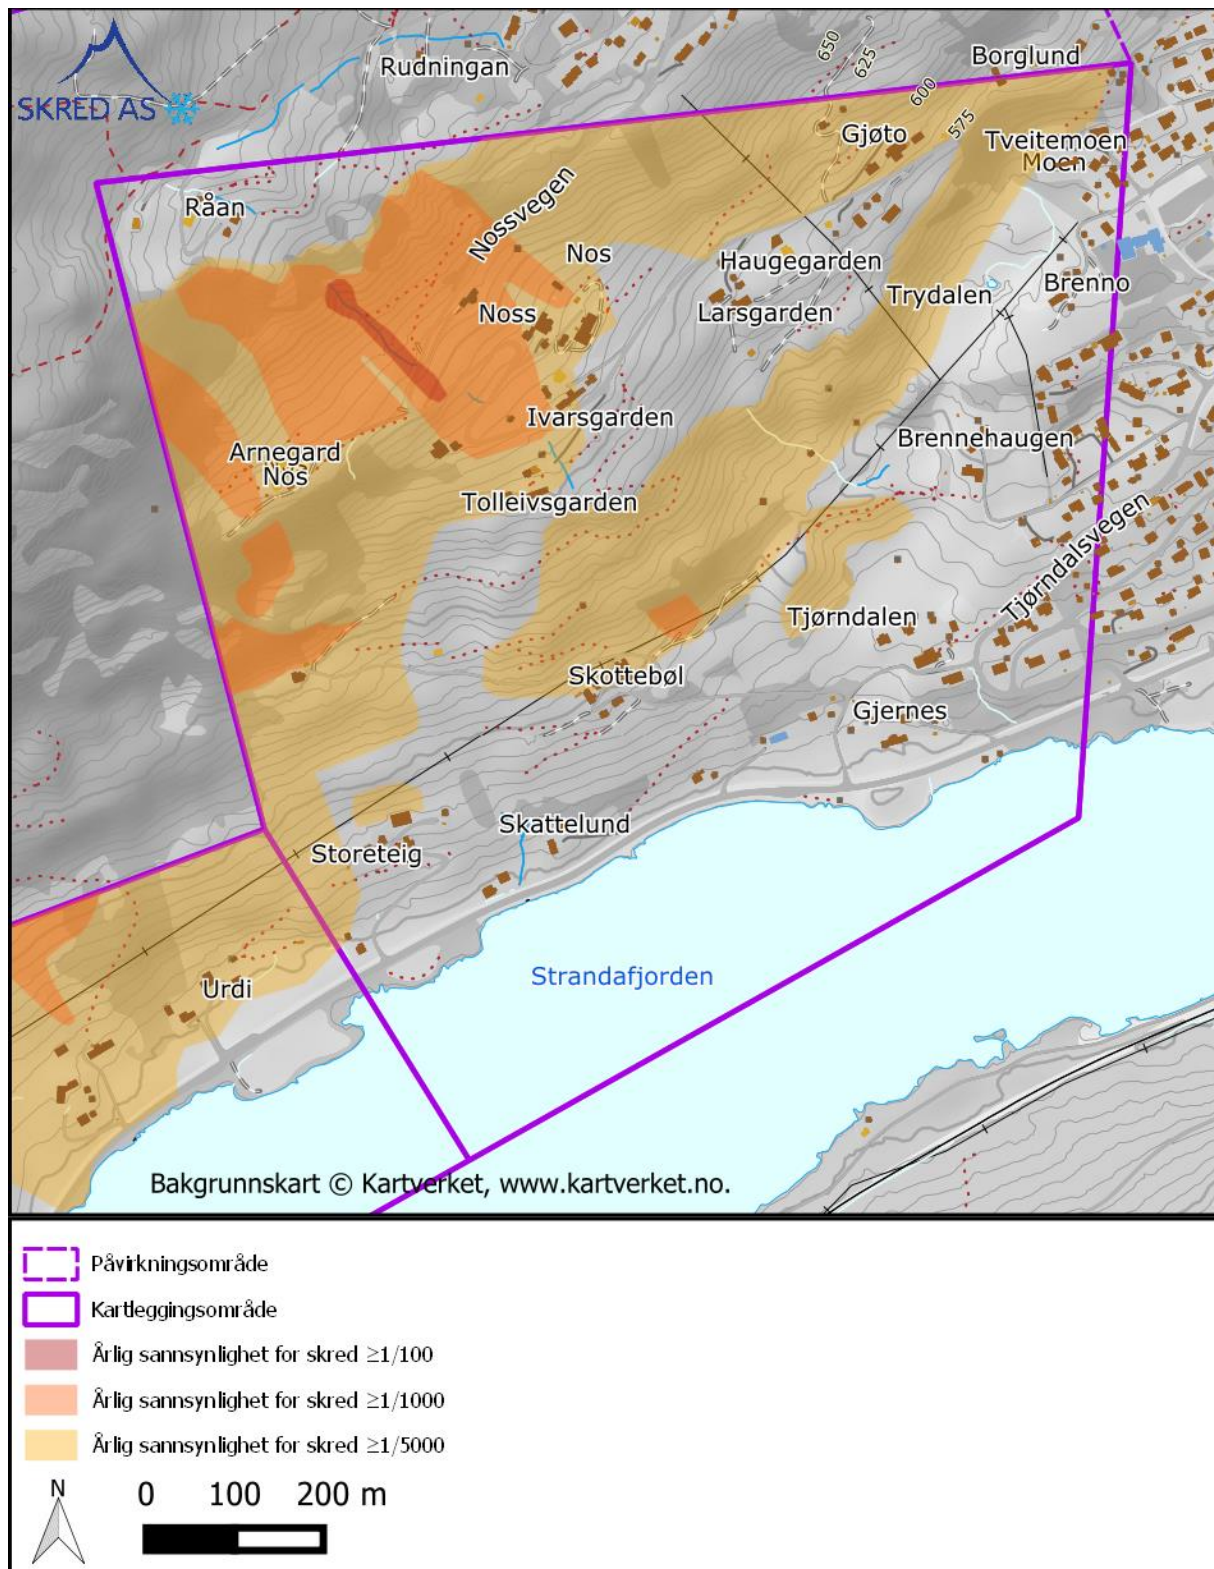 SKRED AS
Rudningan
650
625
600
575
Borglund
Gjøto
Tveitemoen
Moen
Råan
Nossvegen
Nos
Haugegarden
Brenno
Trydalen
Noss
Larsgarden
Ivarsgarden
Brennehaugen
Arnegard
Nos
Tolleivsgarden
Tjørndalsvegen
Tjørndalen
Skottebøl
Gjernes
Skattelund
Storeteig
Strandafjorden
Urdi
Bakgrunnskart © Kartverket, www.kartverket.no.
Påvirkningsområde
Kartleggingsområde
Årlig sannsynlighet for skred ≥1/100
Årlig sannsynlighet for skred ≥1/1000
Årlig sannsynlighet for skred ≥1/5000
N
0 100 200 m